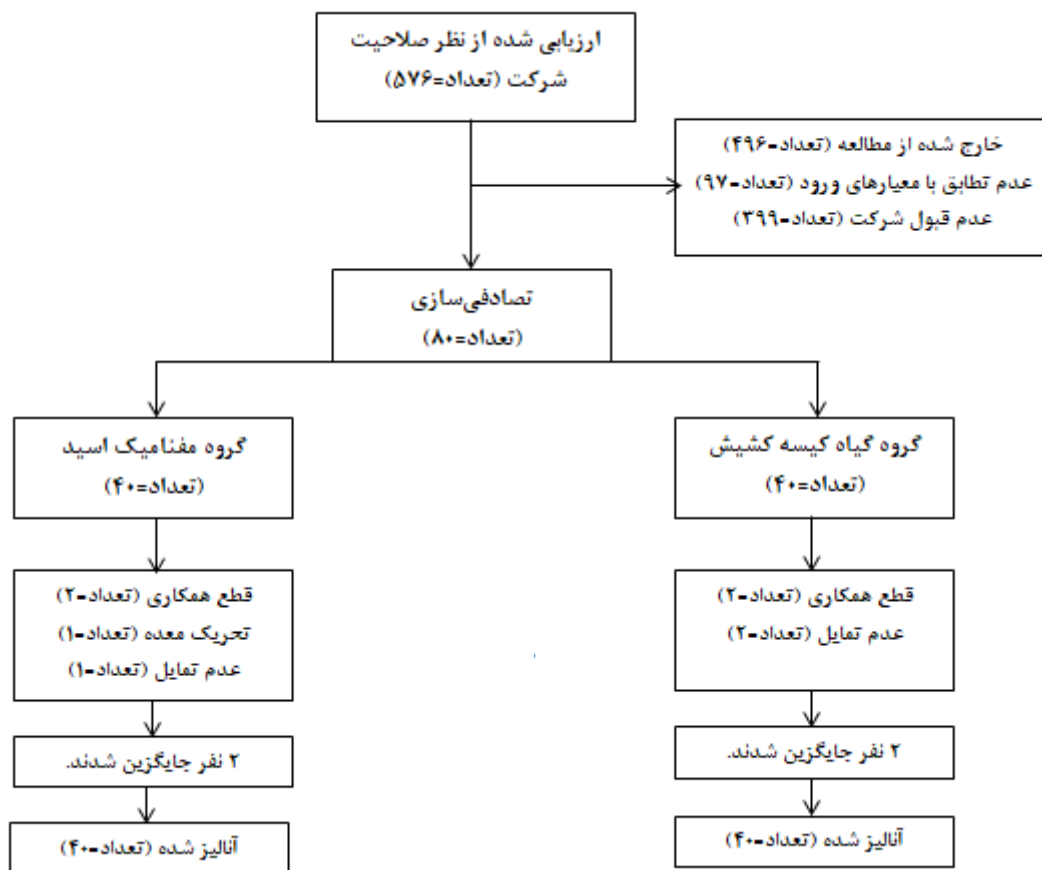 ارزیابی شده از نظر صلاحیت
شرکت (تعداد=۵۷۶)
خارج شده از مطالعه (تعداد=۴۹۶)
عدم تطابق با معیارهای ورود (تعداد=۹۷)
عدم قبول شرکت (تعداد=۳۹۹)
تصادفی‌سازی
(تعداد=۸۰)
گروه گیاه کیسه کشیش
(تعداد=۴۰)
قطع همکاری (تعداد=۲)
عدم تمایل (تعداد=۲)
۲ نفر جایگزین شدند.
آنالیز شده (تعداد=۴۰)
گروه مفنامیک اسید
(تعداد=۴۰)
قطع همکاری (تعداد=۲)
تحریک معده (تعداد=۱)
عدم تمایل (تعداد=۱)
۲ نفر جایگزین شدند.
آنالیز شده (تعداد=۴۰)